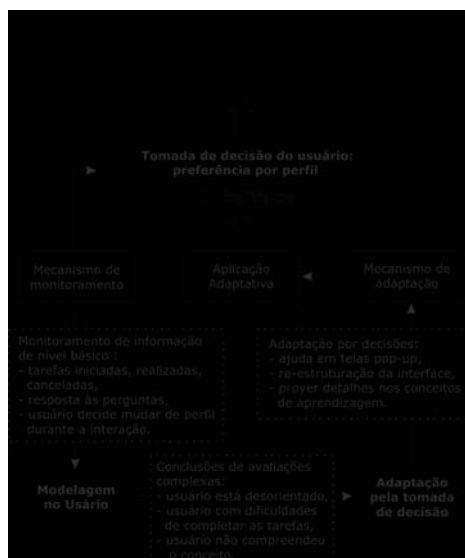 Tomada de decisão do usuário:
preferência por perfil
Mecanismo de
monitoramento
Aplicação
Adaptativa
Mecanismo de
adaptação
Monitoramento de informação
de nível básico :
- tarefas iniciadas, realizadas,
canceladas,
- resposta às perguntas,
- usuário decide mudar de perfil
durante a interação.
Adaptação por decisões:
- ajuda em telas pop-up,
- re-estruturação da interface,
- prover detalhes nos conceitos
de aprendizagem.
Modelagem
no Usário
Conclusões de avaliações
complexas:
- usuário está desorientado,
- usuário com dificuldades
de completar as tarefas,
- usuário não compreendeu
o conceito.
Adaptação
pela tomada
de decisão